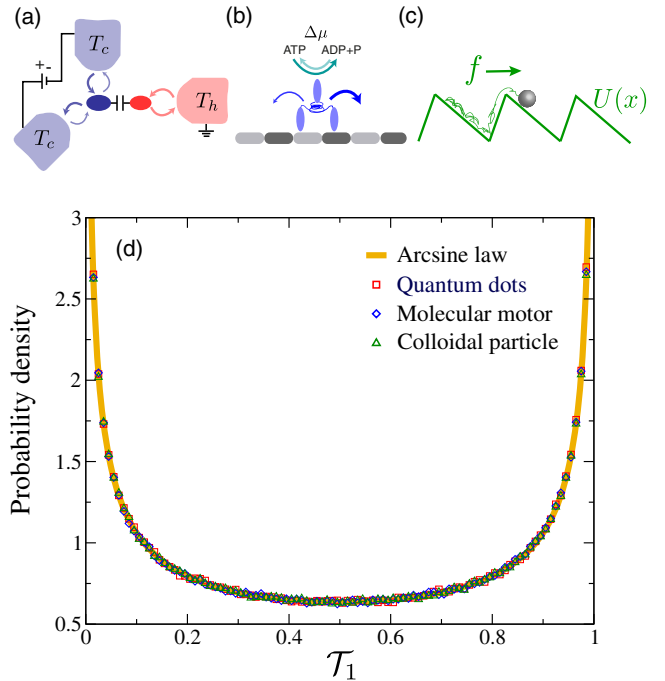 (a)
(b)
(c)
T_c
+-
T_c
T_h
Δμ
ATP ADP+P
f
U(x)
(d)
Arcsine law
Quantum dots
Molecular motor
Colloidal particle
Probability density
3
2.5
2
1.5
1
0.5
0 0.2 0.4 0.6 0.8 1
𝒯₁